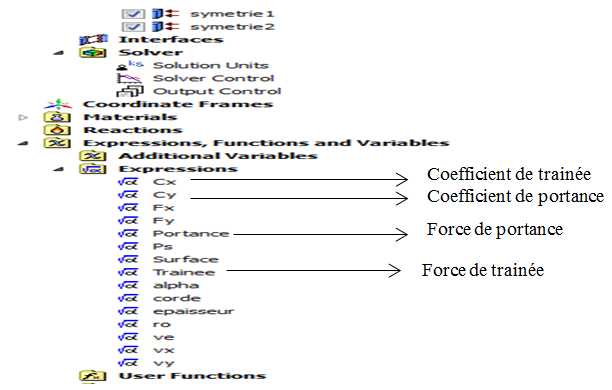 symetrie1
symetrie2
Interfaces
Solver
Solution Units
Solver Control
Output Control
Coordinate Frames
Materials
Reactions
Expressions, Functions and Variables
Additional Variables
Expressions
Cx Coefficient de trainée
Cy Coefficient de portance
Fx
Fy
Portance Force de portance
Ps
Surface
Trainee Force de trainée
alpha
corde
epaisseur
ro
ve
vx
vy
User Functions